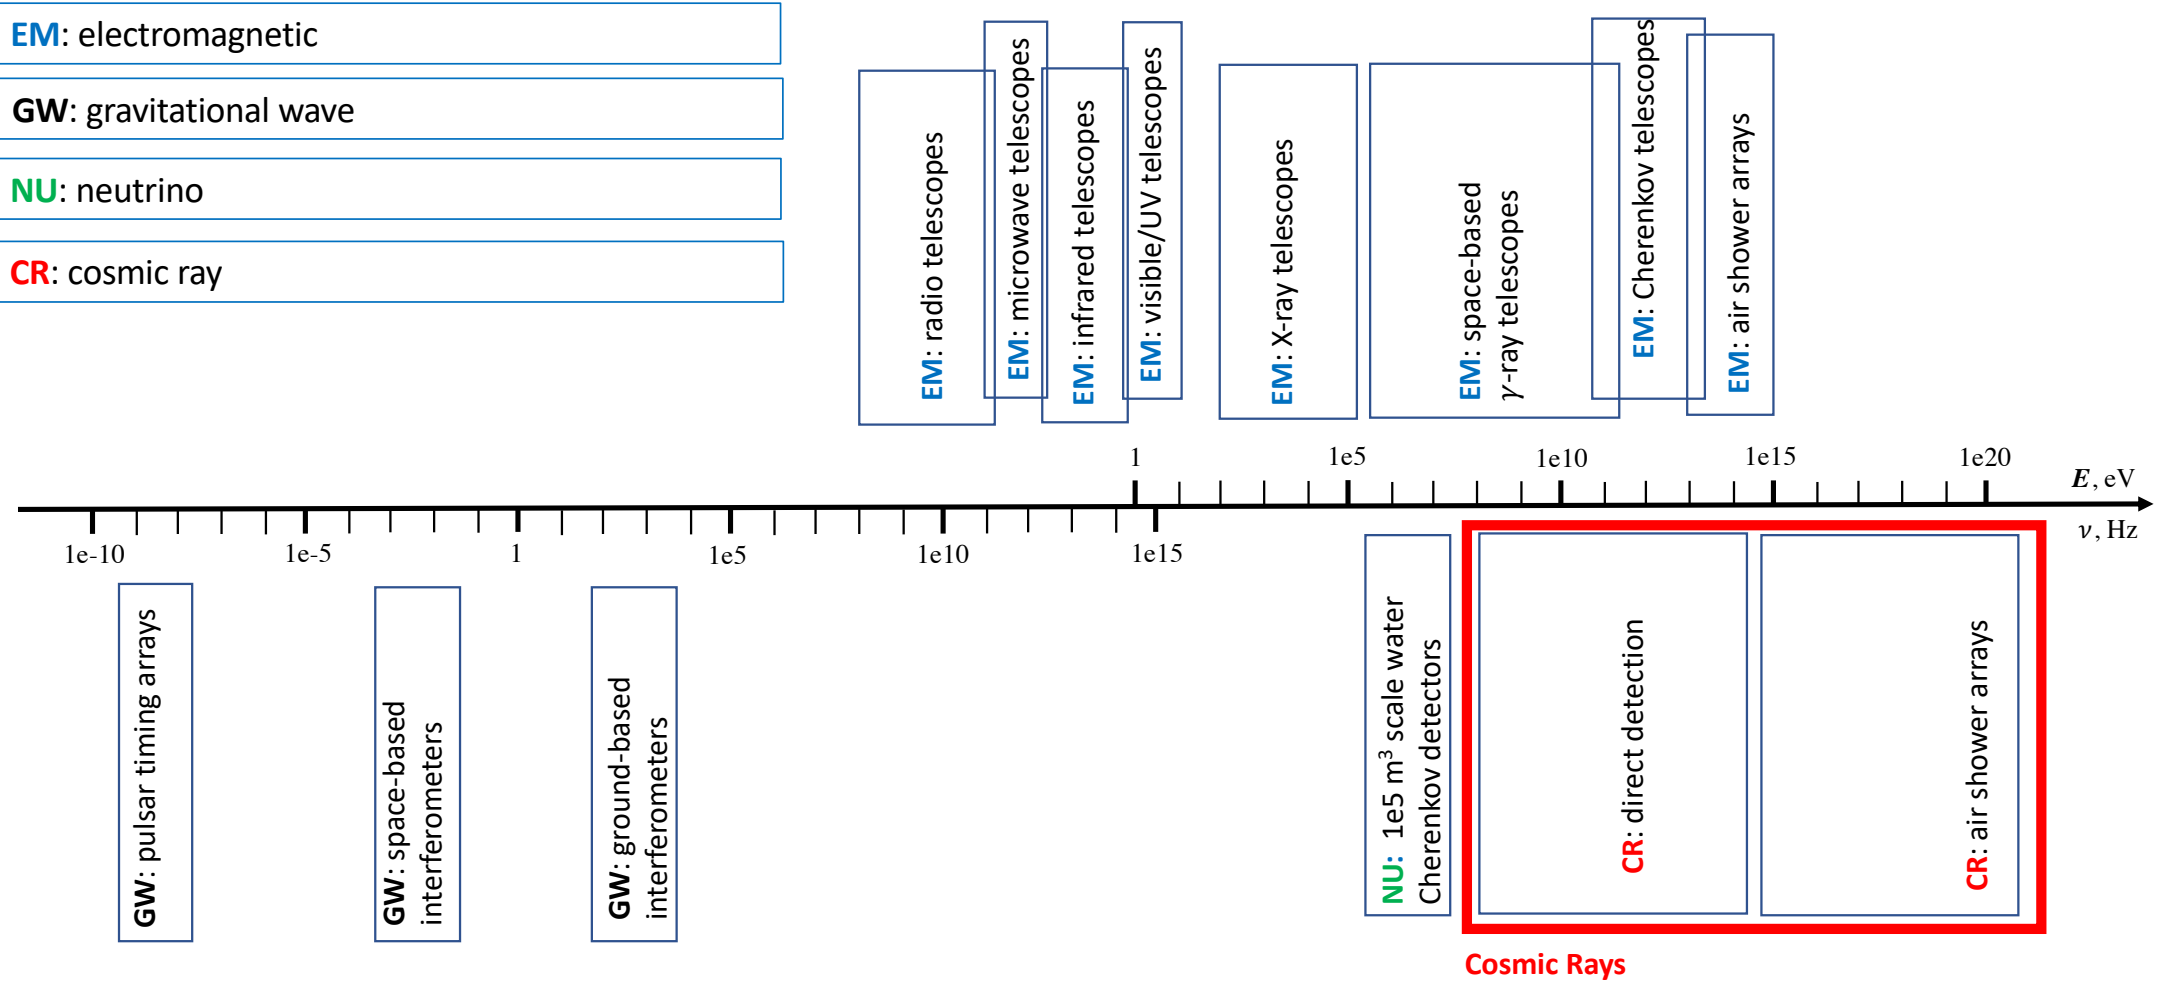 EM: electromagnetic
GW: gravitational wave
NU: neutrino
CR: cosmic ray
EM: radio telescopes
EM: microwave telescopes
EM: infrared telescopes
EM: visible/UV telescopes
EM: X-ray telescopes
EM: space-based
γ-ray telescopes
EM: Cherenkov telescopes
EM: air shower arrays
1
1e5
1e10
1e15
1e20
E, eV
1e-10
1e-5
1
1e5
1e10
1e15
ν, Hz
GW: pulsar timing arrays
GW: space-based
interferometers
GW: ground-based
interferometers
NU: 1e5 m³ scale water
Cherenkov detectors
CR: direct detection
CR: air shower arrays
Cosmic Rays